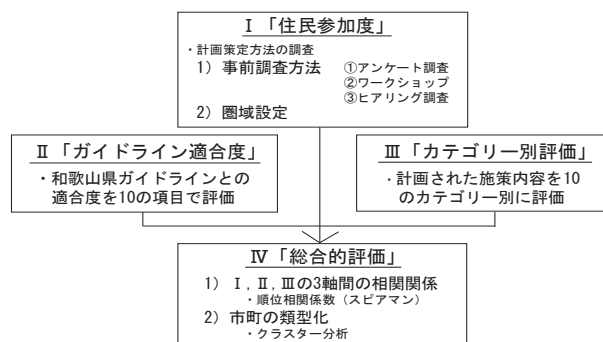 Ⅰ「住民参加度」
・計画策定方法の調査
1) 事前調査方法 ①アンケート調査
②ワークショップ
③ヒアリング調査
2) 圏域設定
Ⅱ「ガイドライン適合度」
・和歌山県ガイドラインとの
適合度を10の項目で評価
Ⅲ「カテゴリー別評価」
・計画された施策内容を10
のカテゴリー別に評価
Ⅳ「総合的評価」
1) Ⅰ, Ⅱ, Ⅲの3軸間の相関関係
・順位相関係数（スピアマン）
2) 市町の類型化
・クラスター分析